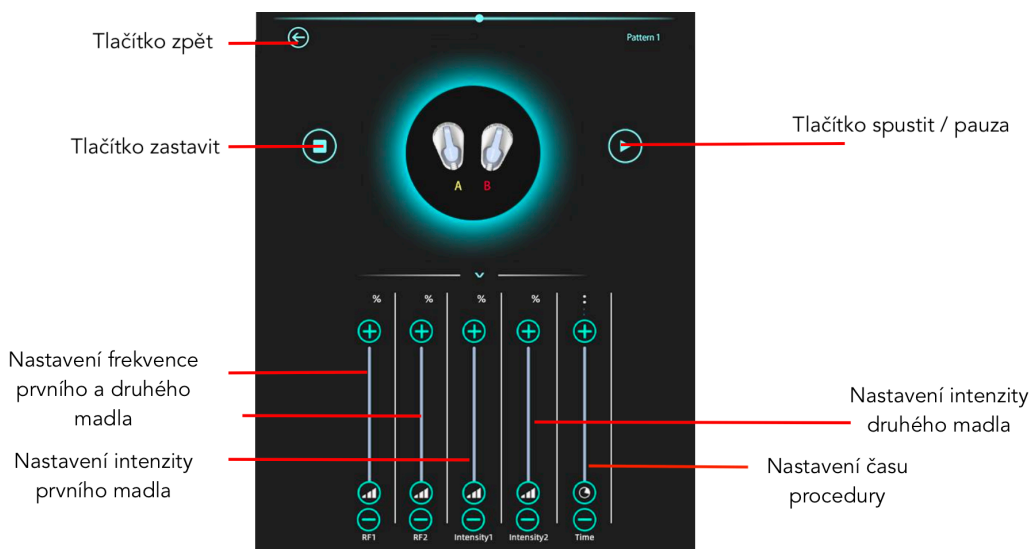 Tlačítko zpět
Pattern 1
Tlačítko zastavit
Tlačítko spustit / pauza
A B
% % % % :
Nastavení frekvence
prvního a druhého
madla
Nastavení intenzity
prvního madla
Nastavení intenzity
druhého madla
Nastavení času
procedury
RF1 RF2 Intensity1 Intensity2 Time